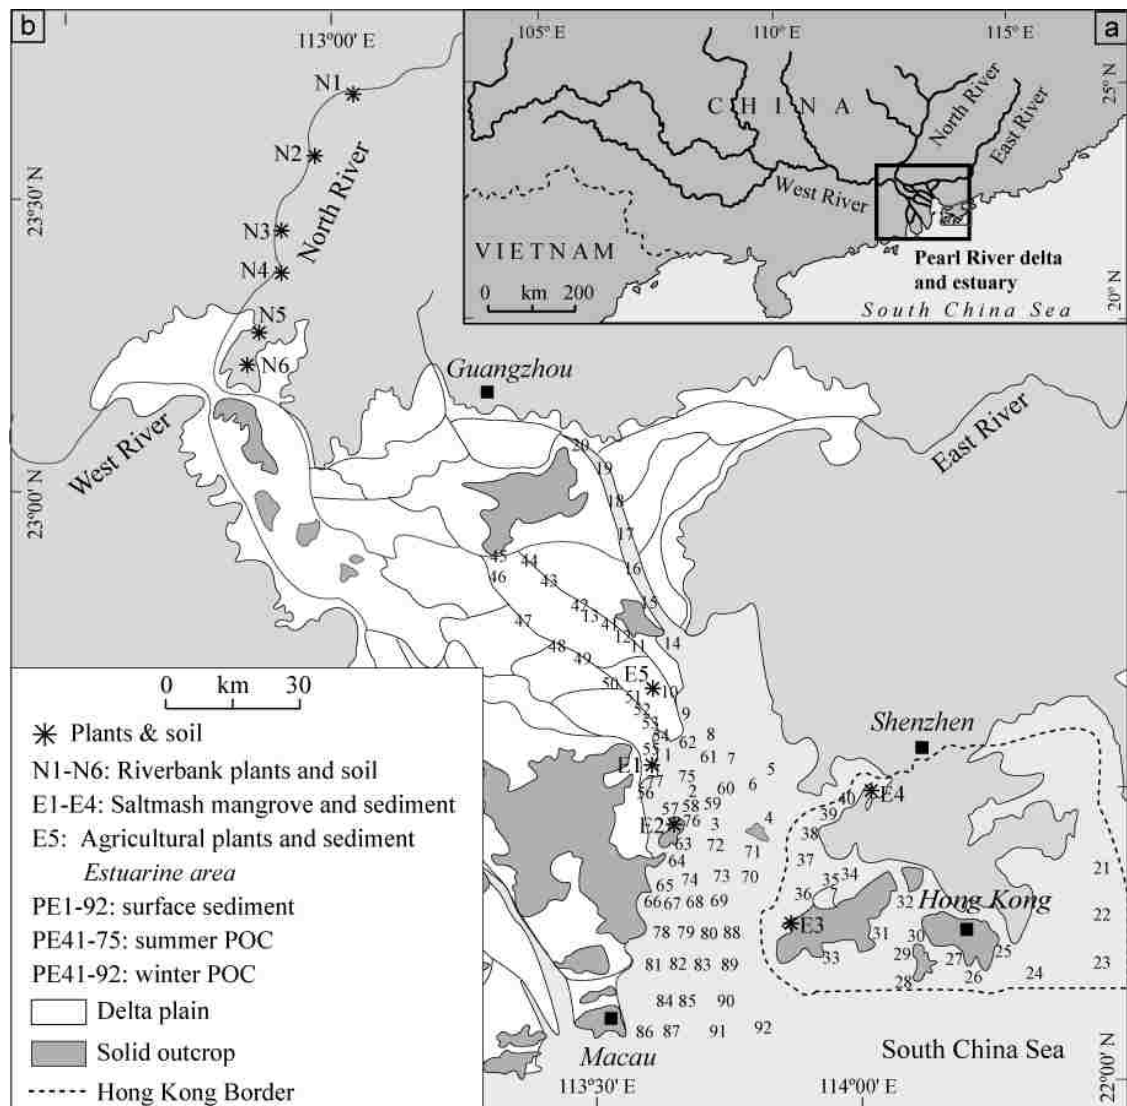 b
113°00' E
N1
N2
23°30' N
N3
North River
N4
N5
N6
Guangzhou
West River
East River
23°00' N
105°E
110°E
115°E
a
25°N
CHINA
North River
East River
West River
VIETNAM
Pearl River delta
and estuary
0 km 200
South China Sea
20°N
20
19
18
17
16
15
14
45
44
46
43
42
13
41
12
11
47
48
49
50
E5
10
51
52
9
53
54
8
62
55
1
61
7
E1
5
77
75
56
2
60
6
57
58
59
4
E2
76
3
63
72
71
64
65
74
73
70
66
67
68
69
78
79
80
88
81
82
83
89
84
85
90
86
87
91
92
Shenzhen
40
E4
39
38
37
35
34
36
32
Hong Kong
E3
31
30
33
29
27
25
28
26
24
21
22
23
Macau
South China Sea
113°30' E
114°00' E
22°00' N
0 km 30
Plants & soil
N1-N6: Riverbank plants and soil
E1-E4: Saltmash mangrove and sediment
E5: Agricultural plants and sediment
Estuarine area
PE1-92: surface sediment
PE41-75: summer POC
PE41-92: winter POC
Delta plain
Solid outcrop
Hong Kong Border